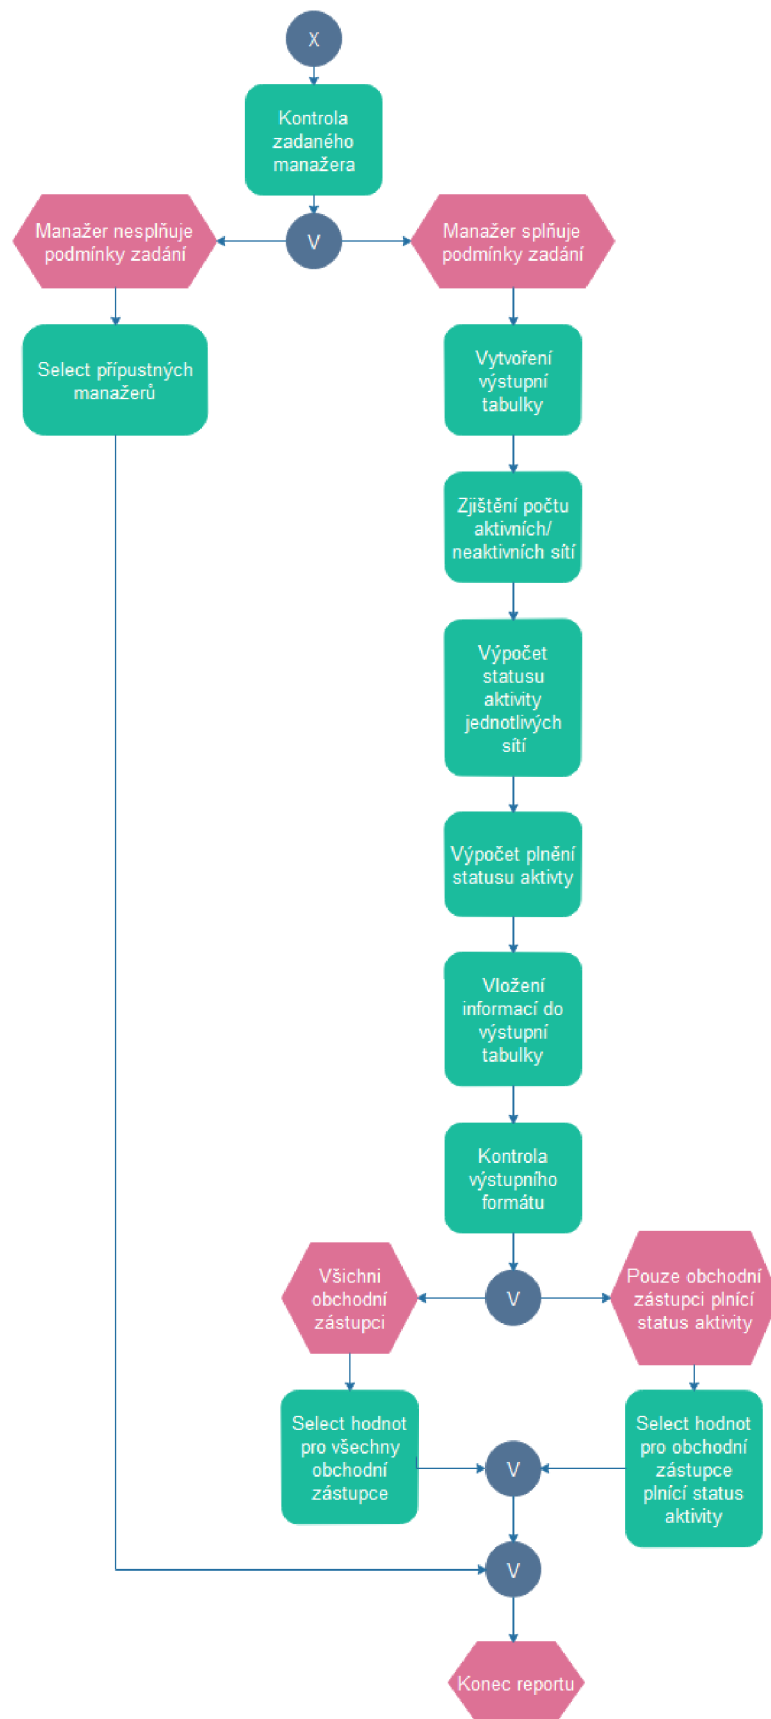 X
Kontrola
zadaného
manažera
V
Manažer nesplňuje
podmínky zadání
Manažer splňuje
podmínky zadání
Select přípustných
manažerů
Vytvoření
výstupní
tabulky
Zjištění počtu
aktivních/
neaktivních sítí
Výpočet
statusu
aktivity
jednotlivých
sítí
Výpočet plnění
statusu aktivty
Vložení
informací do
výstupní
tabulky
Kontrola
výstupního
formátu
V
Všichni
obchodní
zástupci
Pouze obchodní
zástupci plnící
status aktivity
Select hodnot
pro všechny
obchodní
zástupce
Select hodnot
pro obchodní
zástupce
plnící status
aktivity
V
V
Konec reportu